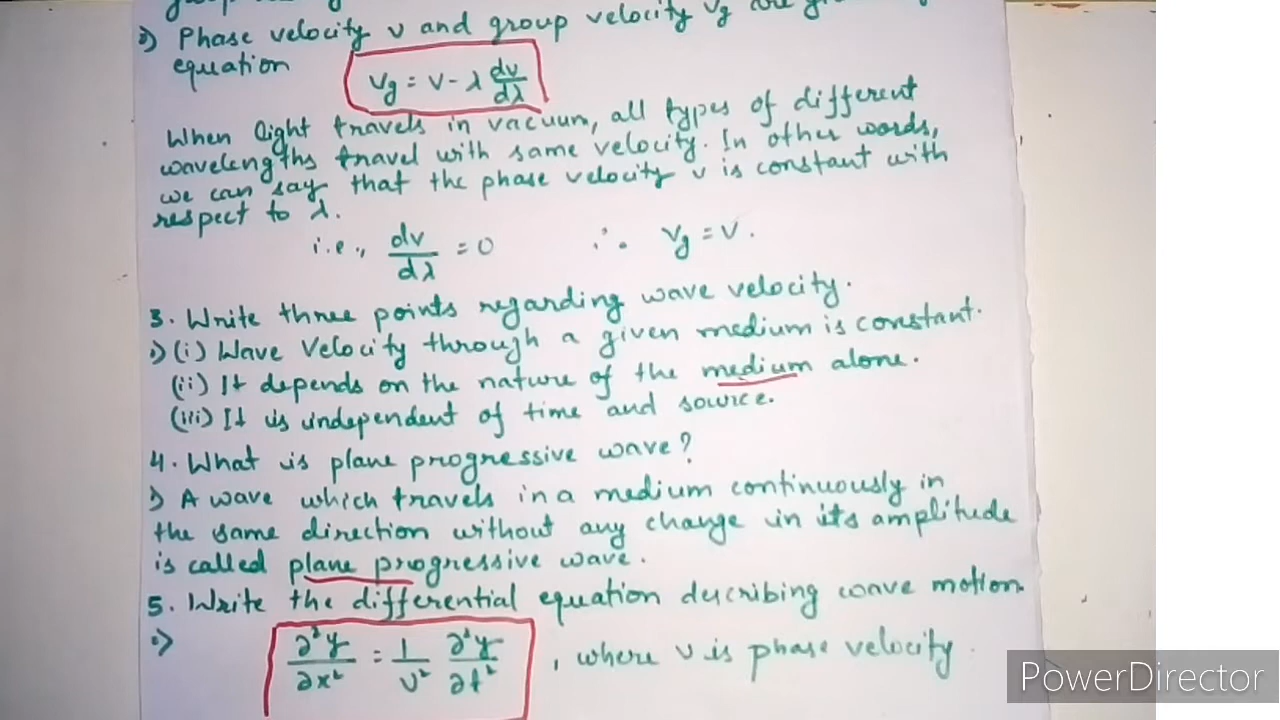 Phase velocity v and group velocity vg are
equation
vg = v - λ dv/dλ
When light travels in vacuum, all types of different
wavelengths travel with same velocity. In other words,
we can say that the phase velocity v is constant with
respect to λ.
i.e., dv/dλ = 0 ∴ vg = v.
3. Write three points regarding wave velocity.
(i) Wave Velocity through a given medium is constant.
(ii) It depends on the nature of the medium alone.
(iii) It is independent of time and source.
4. What is plane progressive wave?
A wave which travels in a medium continuously in
the same direction without any change in its amplitude
is called plane progressive wave.
5. Write the differential equation describing wave motion.
∂²y/∂x² = 1/v² ∂²y/∂t² , where v is phase velocity.
PowerDirector